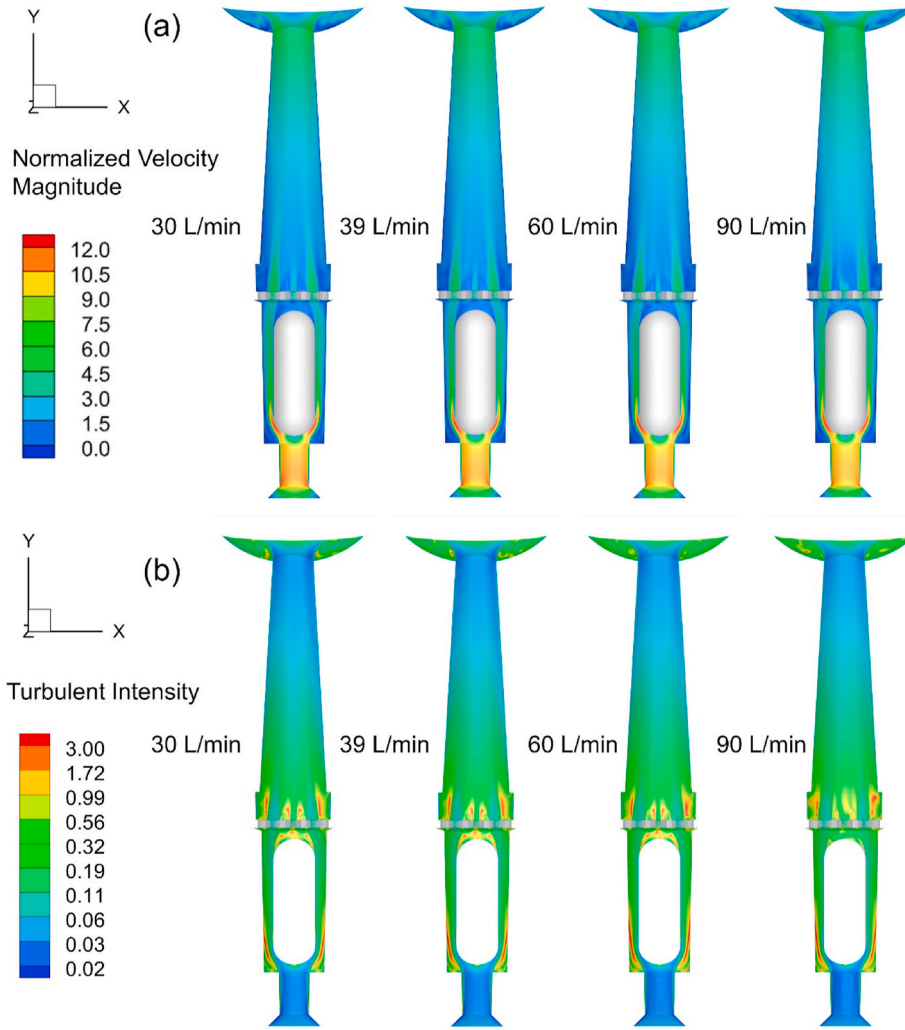 Y
(a)
Z
X
Normalized Velocity
Magnitude
30 L/min
39 L/min
60 L/min
90 L/min
12.0
10.5
9.0
7.5
6.0
4.5
3.0
1.5
0.0
Y
(b)
Z
X
Turbulent Intensity
30 L/min
39 L/min
60 L/min
90 L/min
3.00
1.72
0.99
0.56
0.32
0.19
0.11
0.06
0.03
0.02